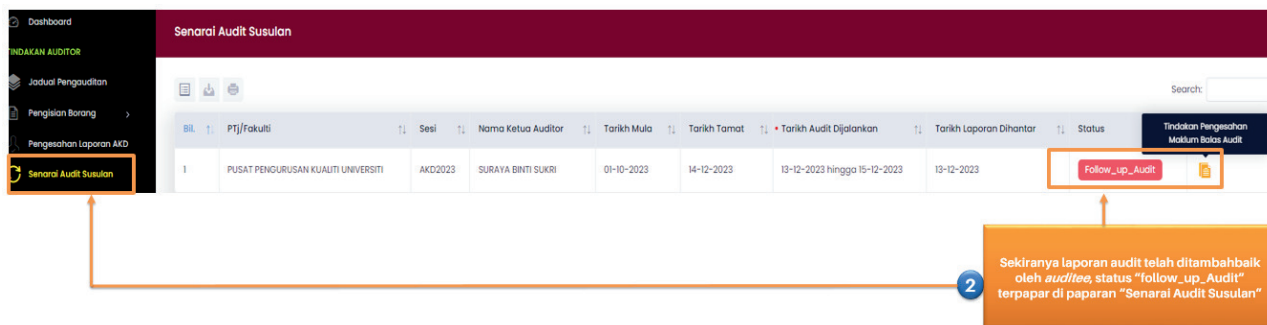 Dashboard
TINDAKAN AUDITOR
Jadual Pengauditan
Pengisian Borang
Pengesahan Laporan AKD
Senarai Audit Susulan
Senarai Audit Susulan
Search:
Bil. PTj/Fakulti Sesi Nama Ketua Auditor Tarikh Mula Tarikh Tamat • Tarikh Audit Dijalankan Tarikh Laporan Dihantar Status
Tindakan Pengesahan
Maklum Balas Audit
1 PUSAT PENGURUSAN KUALITI UNIVERSITI AKD2023 SURAYA BINTI SUKRI 01-10-2023 14-12-2023 13-12-2023 hingga 15-12-2023 13-12-2023 Follow_up_Audit
2
Sekiranya laporan audit telah ditambahbaik
oleh auditee, status “follow_up_Audit”
terpapar di paparan “Senarai Audit Susulan”